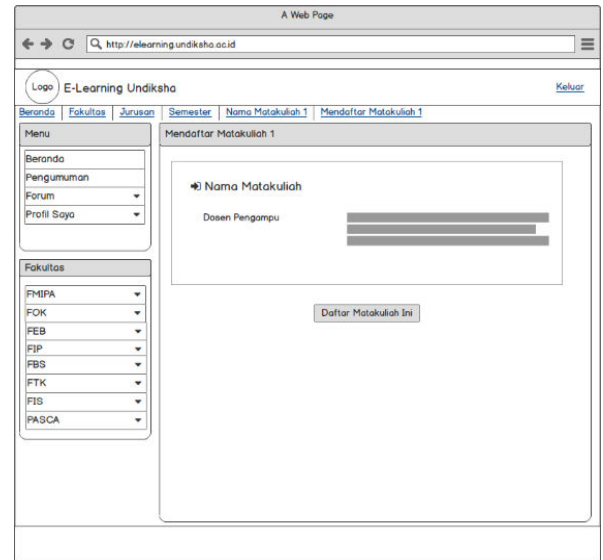 A Web Page
http://elearning.undiksha.ac.id
Logo E-Learning Undiksha Keluar
Beranda Fakultas Jurusan Semester Nama Matakuliah 1 Mendaftar Matakuliah 1
Menu
Beranda
Pengumuman
Forum
Profil Saya
Fakultas
FMIPA
FOK
FEB
FIP
FBS
FTK
FIS
PASCA
Mendaftar Matakuliah 1
Nama Matakuliah
Dosen Pengampu
Daftar Matakuliah Ini